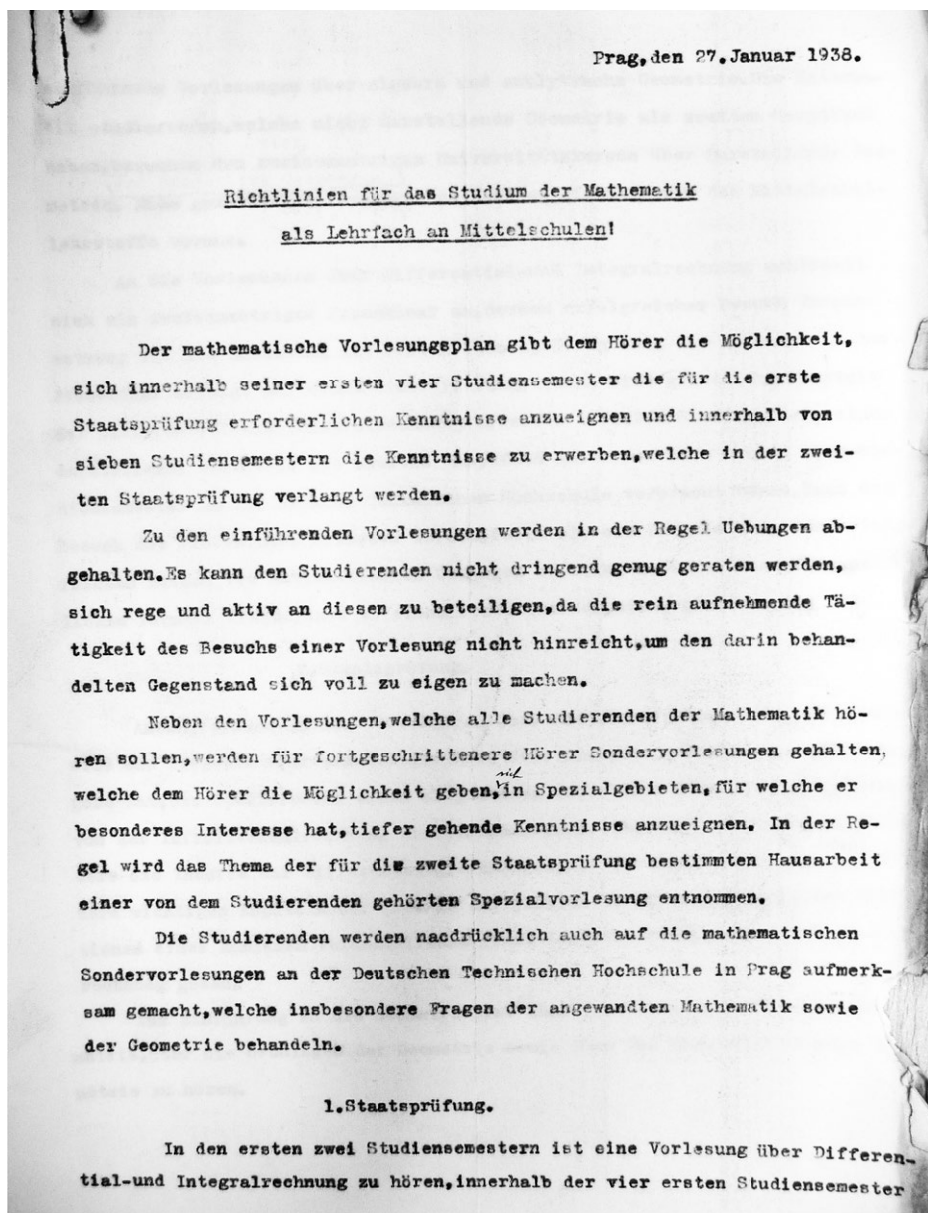 Prag,den 27.Januar 1938.
Richtlinien für das Studium der Mathematik
als Lehrfach an Mittelschulen!
Der mathematische Vorlesungsplan gibt dem Hörer die Möglichkeit,
sich innerhalb seiner ersten vier Studiensemester die für die erste
Staatsprüfung erforderlichen Kenntnisse anzueignen und innerhalb von
sieben Studiensemestern die Kenntnisse zu erwerben,welche in der zwei-
ten Staatsprüfung verlangt werden.
Zu den einführenden Vorlesungen werden in der Regel Uebungen ab-
gehalten.Es kann den Studierenden nicht dringend genug geraten werden,
sich rege und aktiv an diesen zu beteiligen,da die rein aufnehmende Tä-
tigkeit des Besuchs einer Vorlesung nicht hinreicht,um den darin behan-
delten Gegenstand sich voll zu eigen zu machen.
Neben den Vorlesungen,welche alle Studierenden der Mathematik hö-
ren sollen,werden für fortgeschrittenere Hörer Sondervorlesungen gehalten,
welche dem Hörer die Möglichkeit geben, sich in Spezialgebieten,für welche er
besonderes Interesse hat,tiefer gehende Kenntnisse anzueignen. In der Re-
gel wird das Thema der für die zweite Staatsprüfung bestimmten Hausarbeit
einer von dem Studierenden gehörten Spezialvorlesung entnommen.
Die Studierenden werden nacdrücklich auch auf die mathematischen
Sondervorlesungen an der Deutschen Technischen Hochschule in Prag aufmerk-
sam gemacht,welche insbesondere Fragen der angewandten Mathematik sowie
der Geometrie behandeln.
1.Staatsprüfung.
In den ersten zwei Studiensemestern ist eine Vorlesung über Differen-
tial-und Integralrechnung zu hören,innerhalb der vier ersten Studiensemester